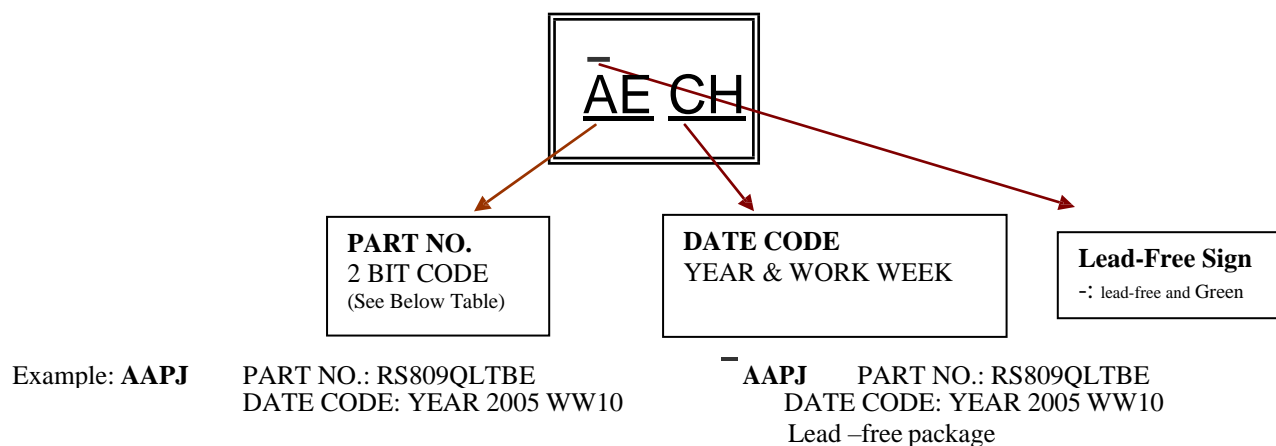 AE CH
PART NO.
2 BIT CODE
(See Below Table)
DATE CODE
YEAR & WORK WEEK
Lead-Free Sign
-: lead-free and Green
Example: AAPJ PART NO.: RS809QLTBE
DATE CODE: YEAR 2005 WW10
AAPJ PART NO.: RS809QLTBE
DATE CODE: YEAR 2005 WW10
Lead –free package